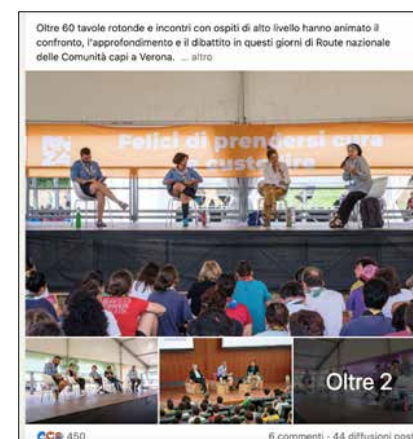 Oltre 60 tavole rotonde e incontri con ospiti di alto livello hanno animato il
confronto, l'approfondimento e il dibattito in questi giorni di Route nazionale
delle Comunità capi a Verona. ... altro
24
Felici di prendersi cura
custodire
Oltre 2
450
6 commenti · 44 diffusioni post